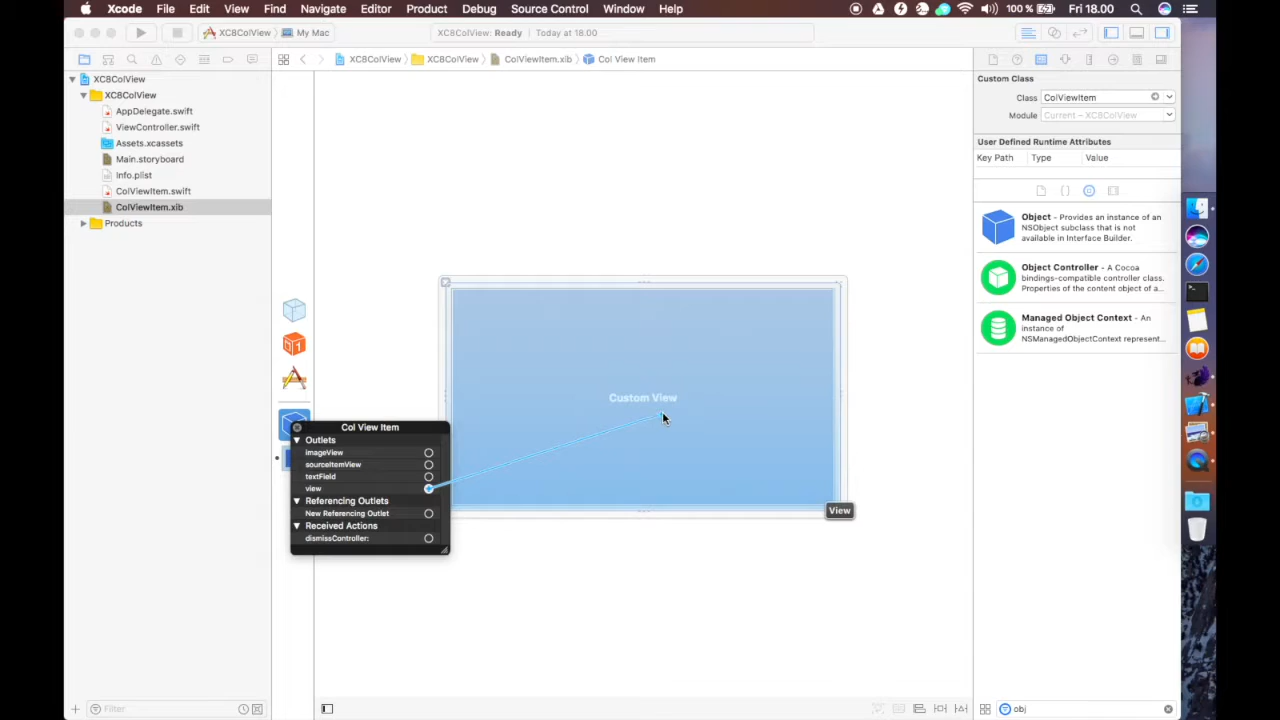 Xcode File Edit View Find Navigate Editor Product Debug Source Control Window Help 100 % Fri 18.00
XC8ColView My Mac XC8ColView: Ready | Today at 18.00
XC8ColView XC8ColView ColViewItem.xib Col View Item
XC8ColView
XC8ColView
AppDelegate.swift
ViewController.swift
Assets.xcassets
Main.storyboard
Info.plist
ColViewItem.swift
ColViewItem.xib
Products
Custom View
View
Col View Item
Outlets
imageView
sourceItemView
textField
view
Referencing Outlets
New Referencing Outlet
Received Actions
dismissController:
Custom Class
Class ColViewItem
Module Current – XC8ColView
User Defined Runtime Attributes
Key Path Type Value
Object - Provides an instance of an
NSObject subclass that is not
available in Interface Builder.
Object Controller - A Cocoa
bindings-compatible controller class.
Properties of the content object of a...
Managed Object Context - An
instance of
NSManagedObjectContext represent...
Filter
obj